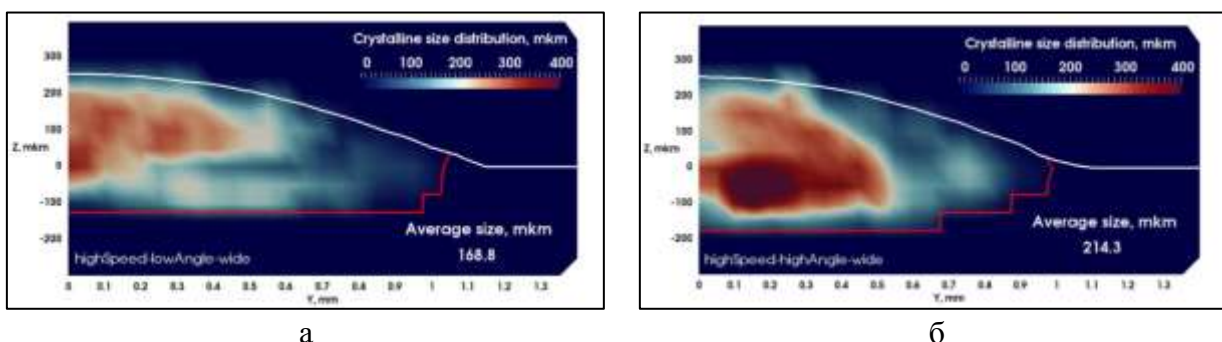 Crystalline size distribution, mkm
0 100 200 300 400
300
200
100
Z, mkm
0
-100
-200
Average size, mkm
168.8
highSpeed-lowAngle-wide
0 0.1 0.2 0.3 0.4 0.5 0.6 0.7 0.8 0.9 1 1.1 1.2 1.3
Y, mm
а
Crystalline size distribution, mkm
0 100 200 300 400
300
200
100
Z, mkm
0
-100
-200
Average size, mkm
214.3
highSpeed-highAngle-wide
0 0.1 0.2 0.3 0.4 0.5 0.6 0.7 0.8 0.9 1 1.1 1.2 1.3
Y, mm
б